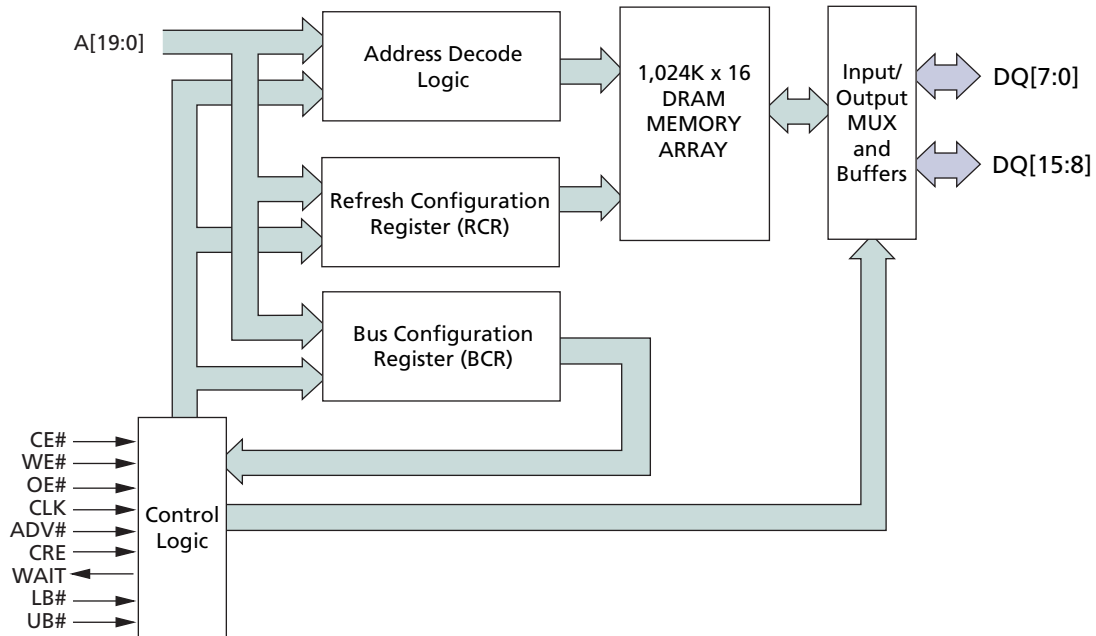 A[19:0]
Address Decode
Logic
1,024K x 16
DRAM
MEMORY
ARRAY
Input/
Output
MUX
and
Buffers
DQ[7:0]
DQ[15:8]
Refresh Configuration
Register (RCR)
Bus Configuration
Register (BCR)
CE#
WE#
OE#
CLK
ADV#
CRE
WAIT
LB#
UB#
Control
Logic